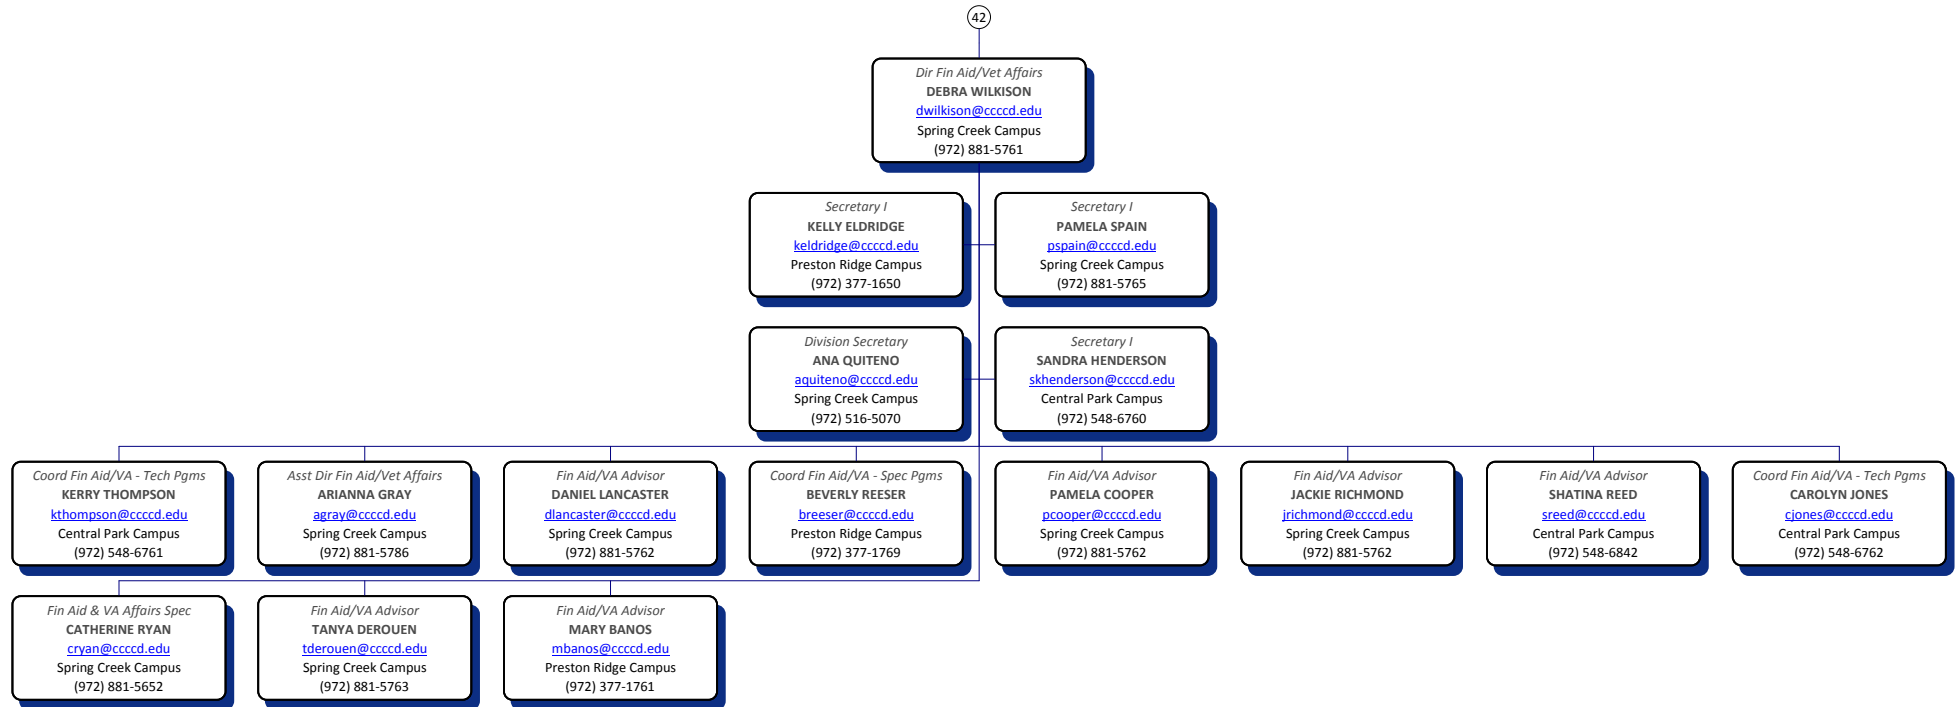 42
Dir Fin Aid/Vet Affairs
DEBRA WILKISON
dwilkison@ccccd.edu
Spring Creek Campus
(972) 881-5761
Secretary I
KELLY ELDRIDGE
keldridge@ccccd.edu
Preston Ridge Campus
(972) 377-1650
Secretary I
PAMELA SPAIN
pspain@ccccd.edu
Spring Creek Campus
(972) 881-5765
Division Secretary
ANA QUITENO
aquiteno@ccccd.edu
Spring Creek Campus
(972) 516-5070
Secretary I
SANDRA HENDERSON
skhenderson@ccccd.edu
Central Park Campus
(972) 548-6760
Coord Fin Aid/VA - Tech Pgms
KERRY THOMPSON
kthompson@ccccd.edu
Central Park Campus
(972) 548-6761
Asst Dir Fin Aid/Vet Affairs
ARIANNA GRAY
agray@ccccd.edu
Spring Creek Campus
(972) 881-5786
Fin Aid/VA Advisor
DANIEL LANCASTER
dlancaster@ccccd.edu
Spring Creek Campus
(972) 881-5762
Coord Fin Aid/VA - Spec Pgms
BEVERLY REESER
breeser@ccccd.edu
Preston Ridge Campus
(972) 377-1769
Fin Aid/VA Advisor
PAMELA COOPER
pcooper@ccccd.edu
Spring Creek Campus
(972) 881-5762
Fin Aid/VA Advisor
JACKIE RICHMOND
jrichmond@ccccd.edu
Spring Creek Campus
(972) 881-5762
Fin Aid/VA Advisor
SHATINA REED
sreed@ccccd.edu
Central Park Campus
(972) 548-6842
Coord Fin Aid/VA - Tech Pgms
CAROLYN JONES
cjones@ccccd.edu
Central Park Campus
(972) 548-6762
Fin Aid & VA Affairs Spec
CATHERINE RYAN
cryan@ccccd.edu
Spring Creek Campus
(972) 881-5652
Fin Aid/VA Advisor
TANYA DEROUEN
tderouen@ccccd.edu
Spring Creek Campus
(972) 881-5763
Fin Aid/VA Advisor
MARY BANOS
mbanos@ccccd.edu
Preston Ridge Campus
(972) 377-1761